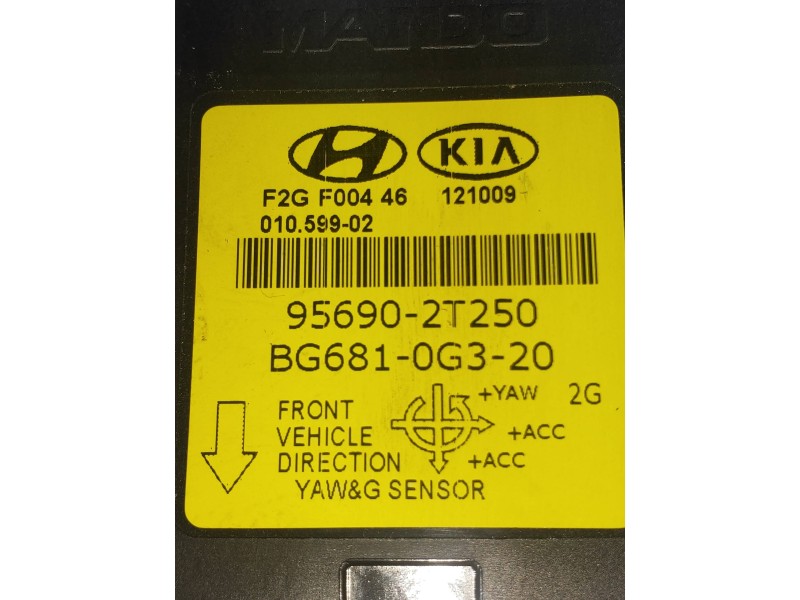 MANDO
KIA
F2G F004 46 121009
010.599-02
95690-2T250
BG681-0G3-20
+YAW 2G
FRONT
VEHICLE +ACC
DIRECTION +ACC
YAW&G SENSOR